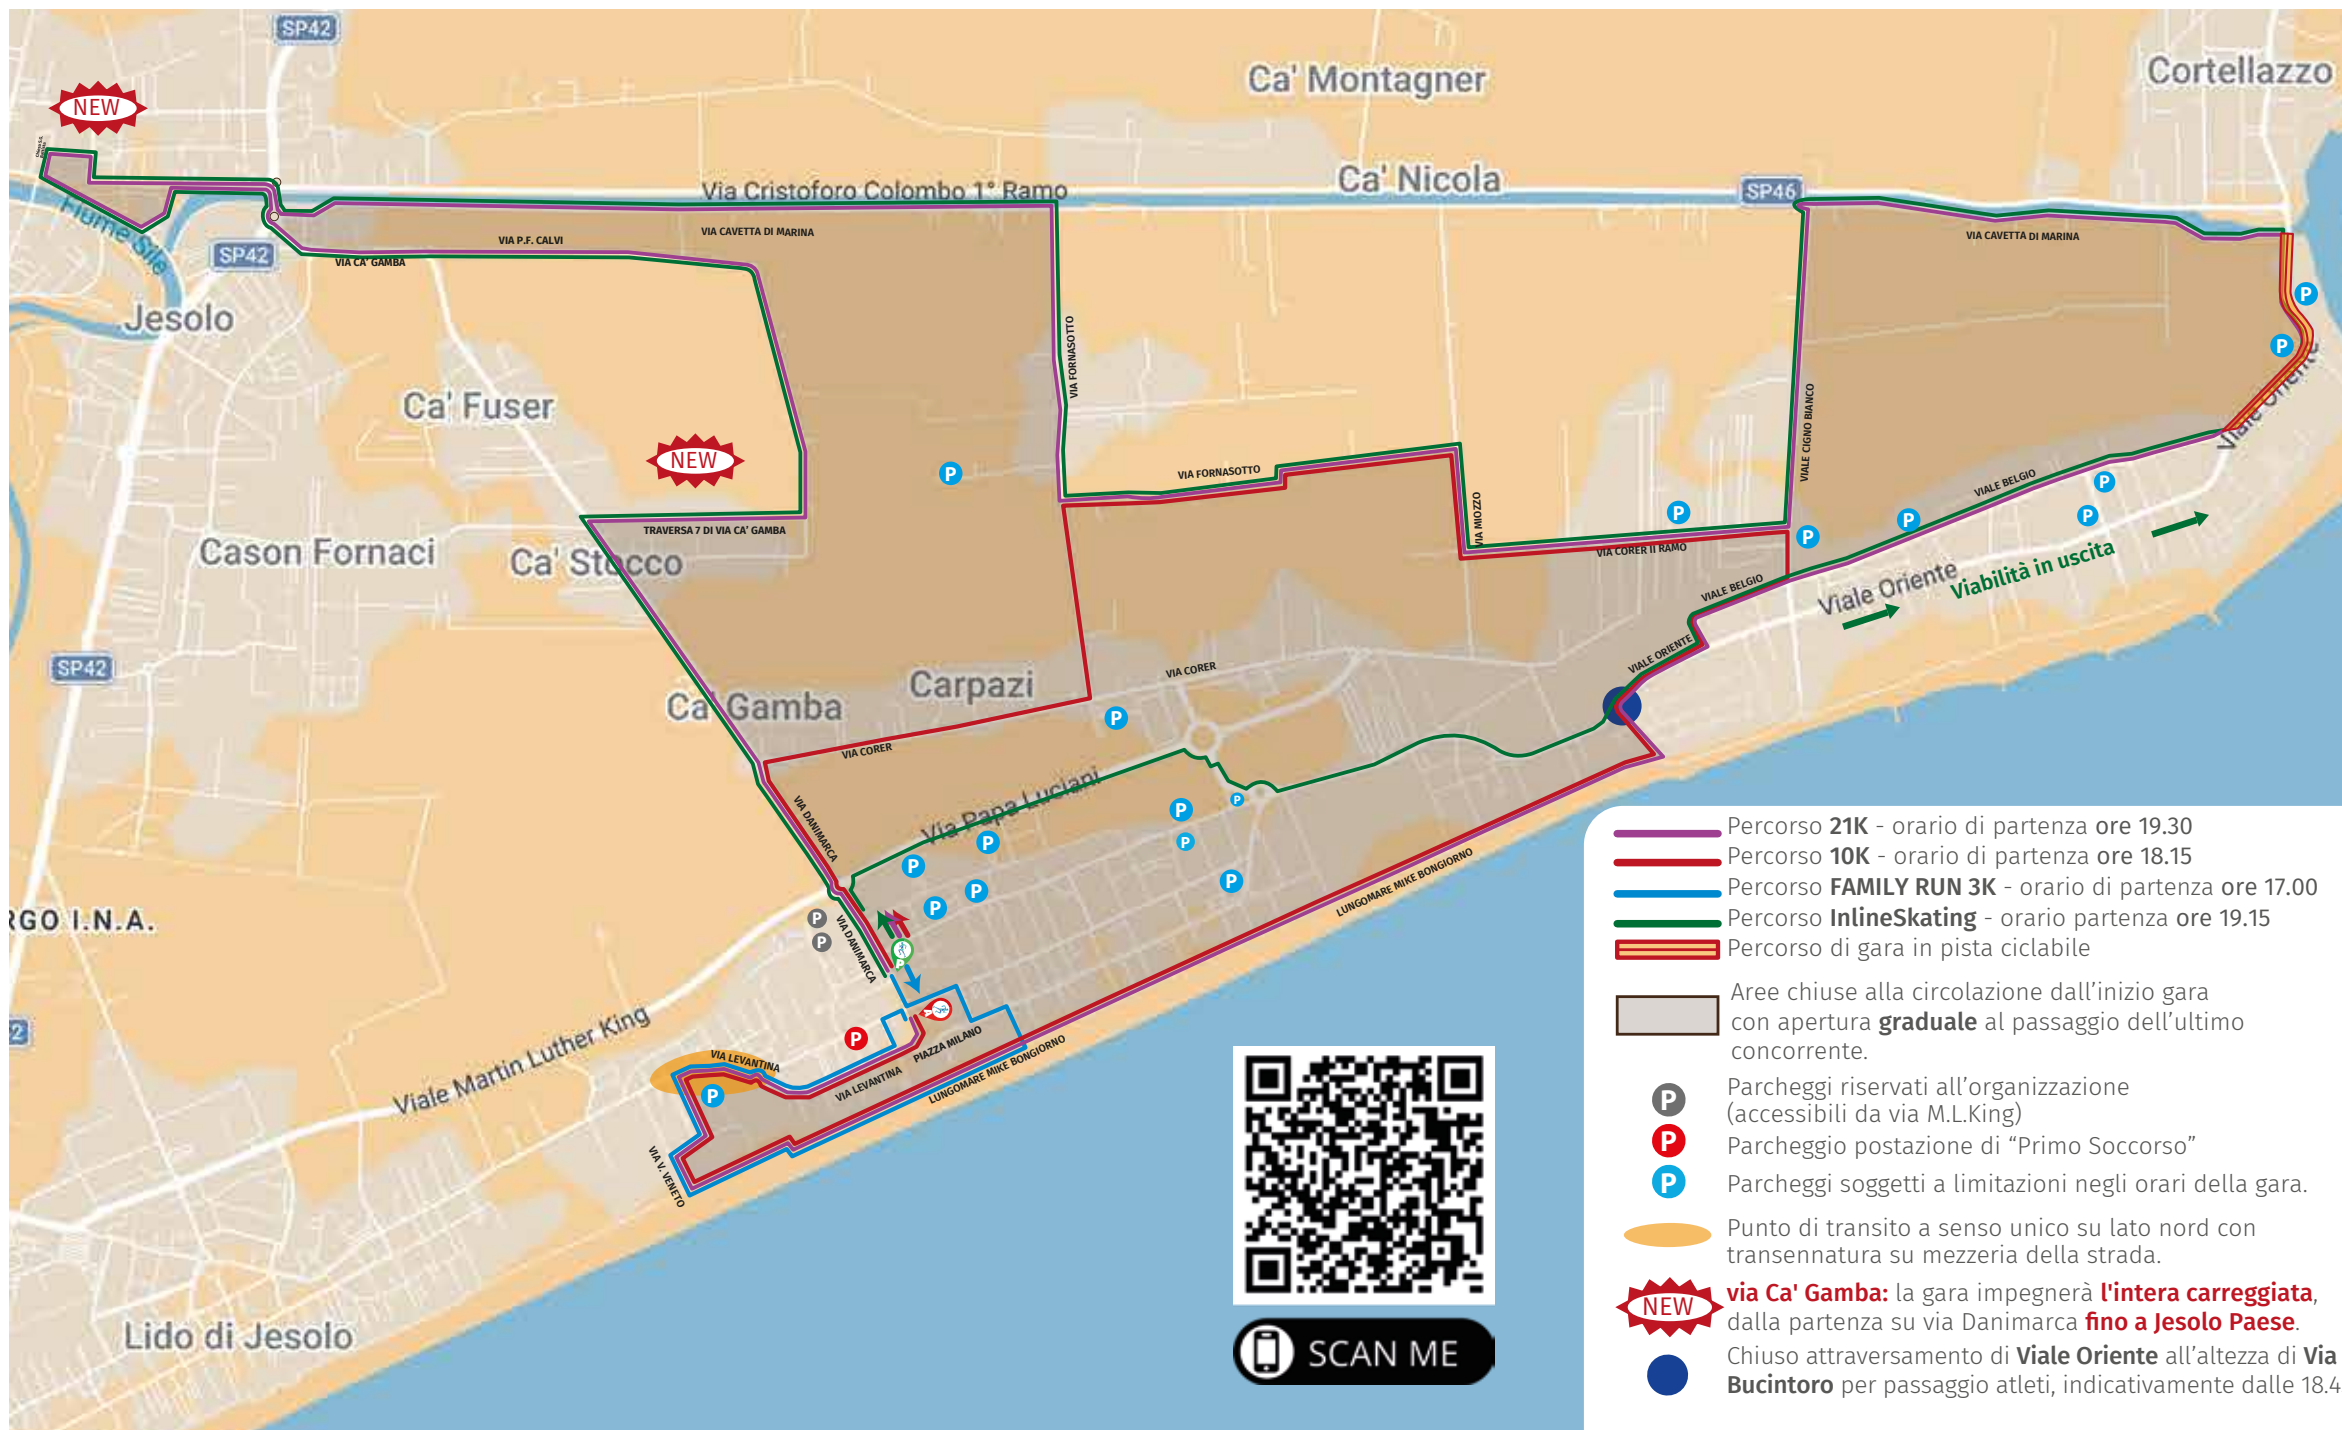 SP42
NEW
Ca' Montagner
Cortellazzo
Via Cristoforo Colombo 1° Ramo
Ca' Nicola
SP46
Fiume Sile
SP42
VIA P.F. CALVI
VIA CA' GAMBA
VIA CAVETTA DI MARINA
VIA CAVETTA DI MARINA
P
P
Jesolo
VIA FORNASOTTO
Viale Oriente
Ca' Fuser
VIALE CIGNO BIANCO
NEW
P
VIA FORNASOTTO
VIA MIOZZO
VIALE BELGIO
P
P
P
P
P
TRAVERSA 7 DI VIA CA' GAMBA
Cason Fornaci
Ca' Stocco
VIA CORER II RAMO
Viabilità in uscita
Viale Oriente
VIALE BELGIO
SP42
VIALE ORIENTE
VIA CORER
Carpazi
Ca' Gamba
P
VIA CORER
Via Papa Luciani
VIA DANIMARCA
P
P
P
P
P
P
P
P
LUNGOMARE MIKE BONGIORNO
RGO I.N.A.
P
P
VIA DANIMARCA
2
Viale Martin Luther King
P
PIAZZA MILANO
VIA LEVANTINA
P
VIA LEVANTINA
LUNGOMARE MIKE BONGIORNO
VIA V. VENETO
Lido di Jesolo
SCAN ME
Percorso 21K - orario di partenza ore 19.30
Percorso 10K - orario di partenza ore 18.15
Percorso FAMILY RUN 3K - orario di partenza ore 17.00
Percorso InlineSkating - orario partenza ore 19.15
Percorso di gara in pista ciclabile
Aree chiuse alla circolazione dall'inizio gara
con apertura graduale al passaggio dell'ultimo
concorrente.
P
Parcheggi riservati all'organizzazione
(accessibili da via M.L.King)
P
Parcheggio postazione di “Primo Soccorso”
P
Parcheggi soggetti a limitazioni negli orari della gara.
Punto di transito a senso unico su lato nord con
transennatura su mezzeria della strada.
NEW
via Ca' Gamba: la gara impegnerà l'intera carreggiata,
dalla partenza su via Danimarca fino a Jesolo Paese.
Chiuso attraversamento di Viale Oriente all'altezza di Via
Bucintoro per passaggio atleti, indicativamente dalle 18.4